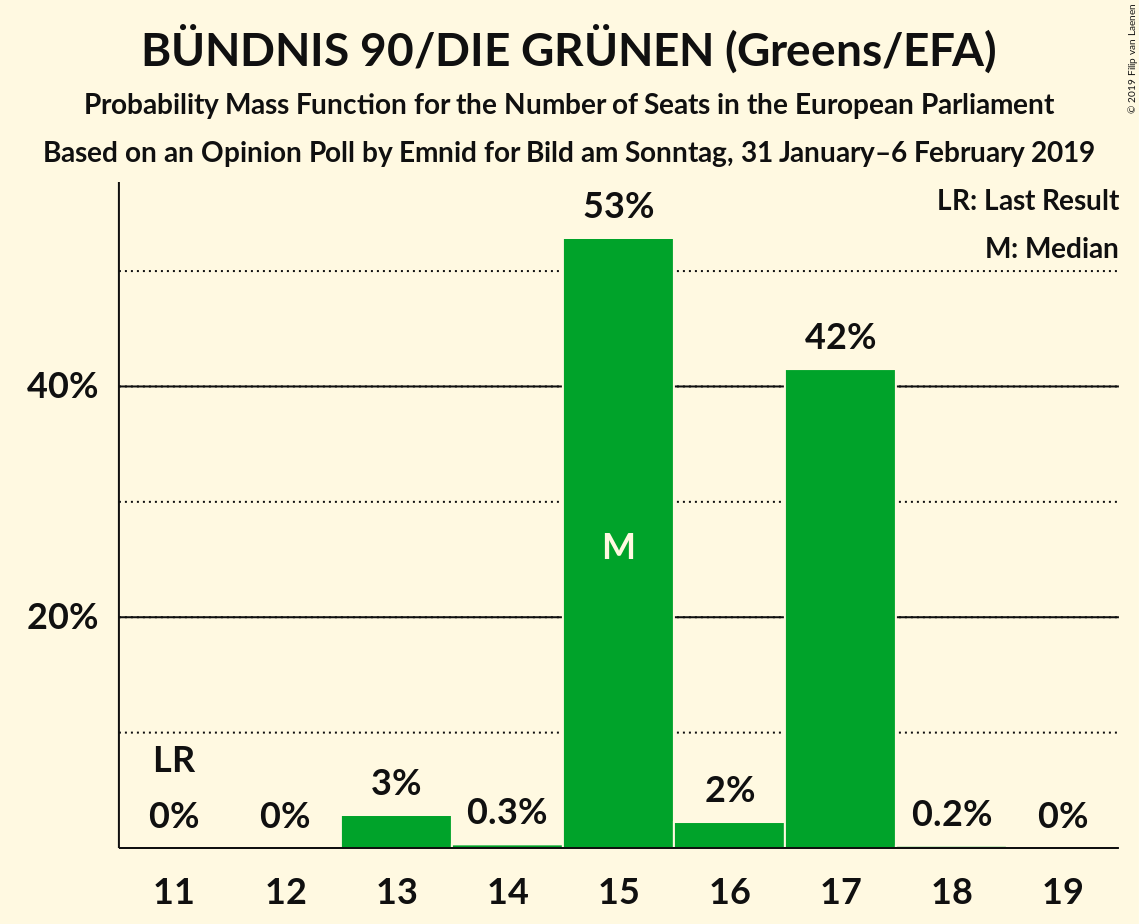 BÜNDNIS 90/DIE GRÜNEN (Greens/EFA)
Probability Mass Function for the Number of Seats in the European Parliament
Based on an Opinion Poll by Emnid for Bild am Sonntag, 31 January–6 February 2019
© 2019 Filip van Laenen
LR: Last Result
M: Median
53%
42%
40%
M
20%
LR
0%
0%
3%
0.3%
2%
0.2%
0%
11 12 13 14 15 16 17 18 19